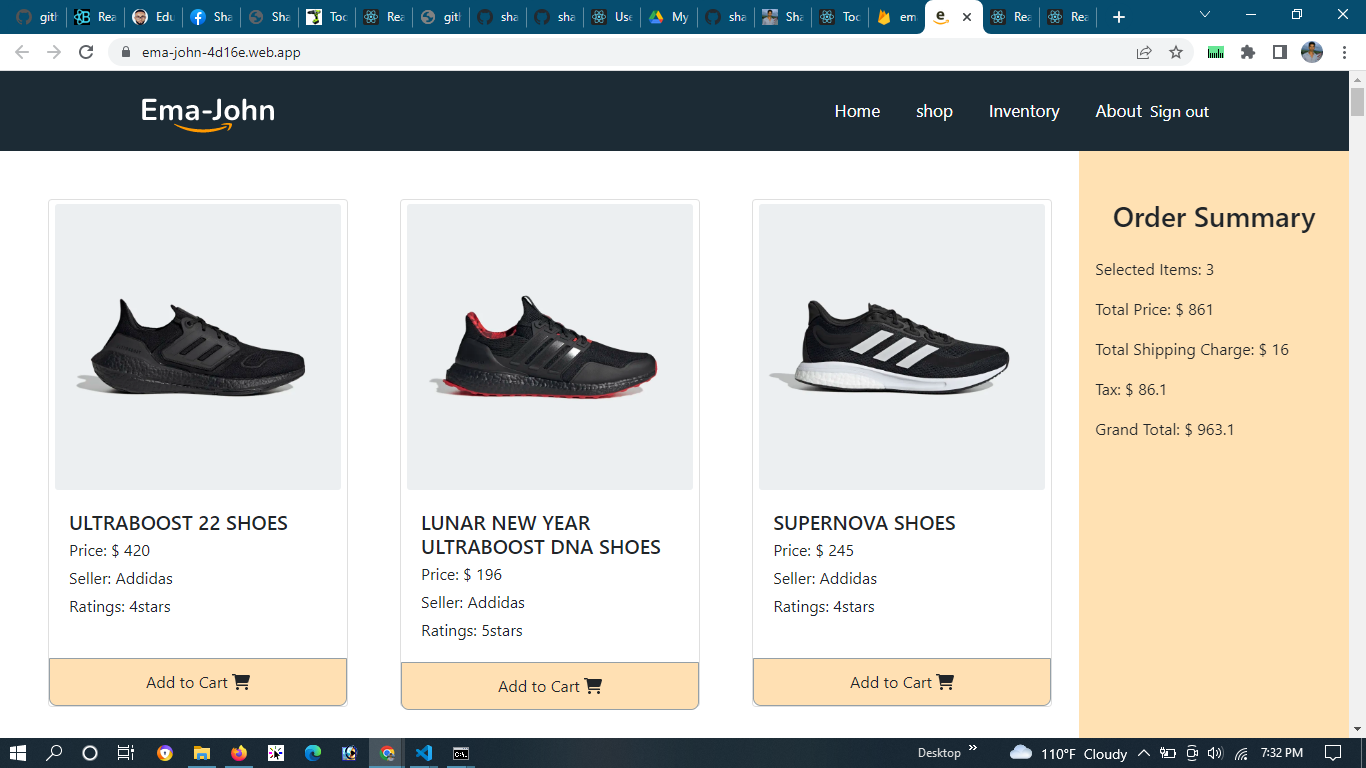 gitl
Rea
Edu
Sha
Sha
Toc
Rea
gitl
sha
sha
Use
My
sha
Sha
Toc
em
Rea
Rea
ema-john-4d16e.web.app
Ema-John
Home shop Inventory About Sign out
ULTRABOOST 22 SHOES
Price: $ 420
Seller: Addidas
Ratings: 4stars
Add to Cart
LUNAR NEW YEAR
ULTRABOOST DNA SHOES
Price: $ 196
Seller: Addidas
Ratings: 5stars
Add to Cart
SUPERNOVA SHOES
Price: $ 245
Seller: Addidas
Ratings: 4stars
Add to Cart
Order Summary
Selected Items: 3
Total Price: $ 861
Total Shipping Charge: $ 16
Tax: $ 86.1
Grand Total: $ 963.1
Desktop
110°F Cloudy
7:32 PM